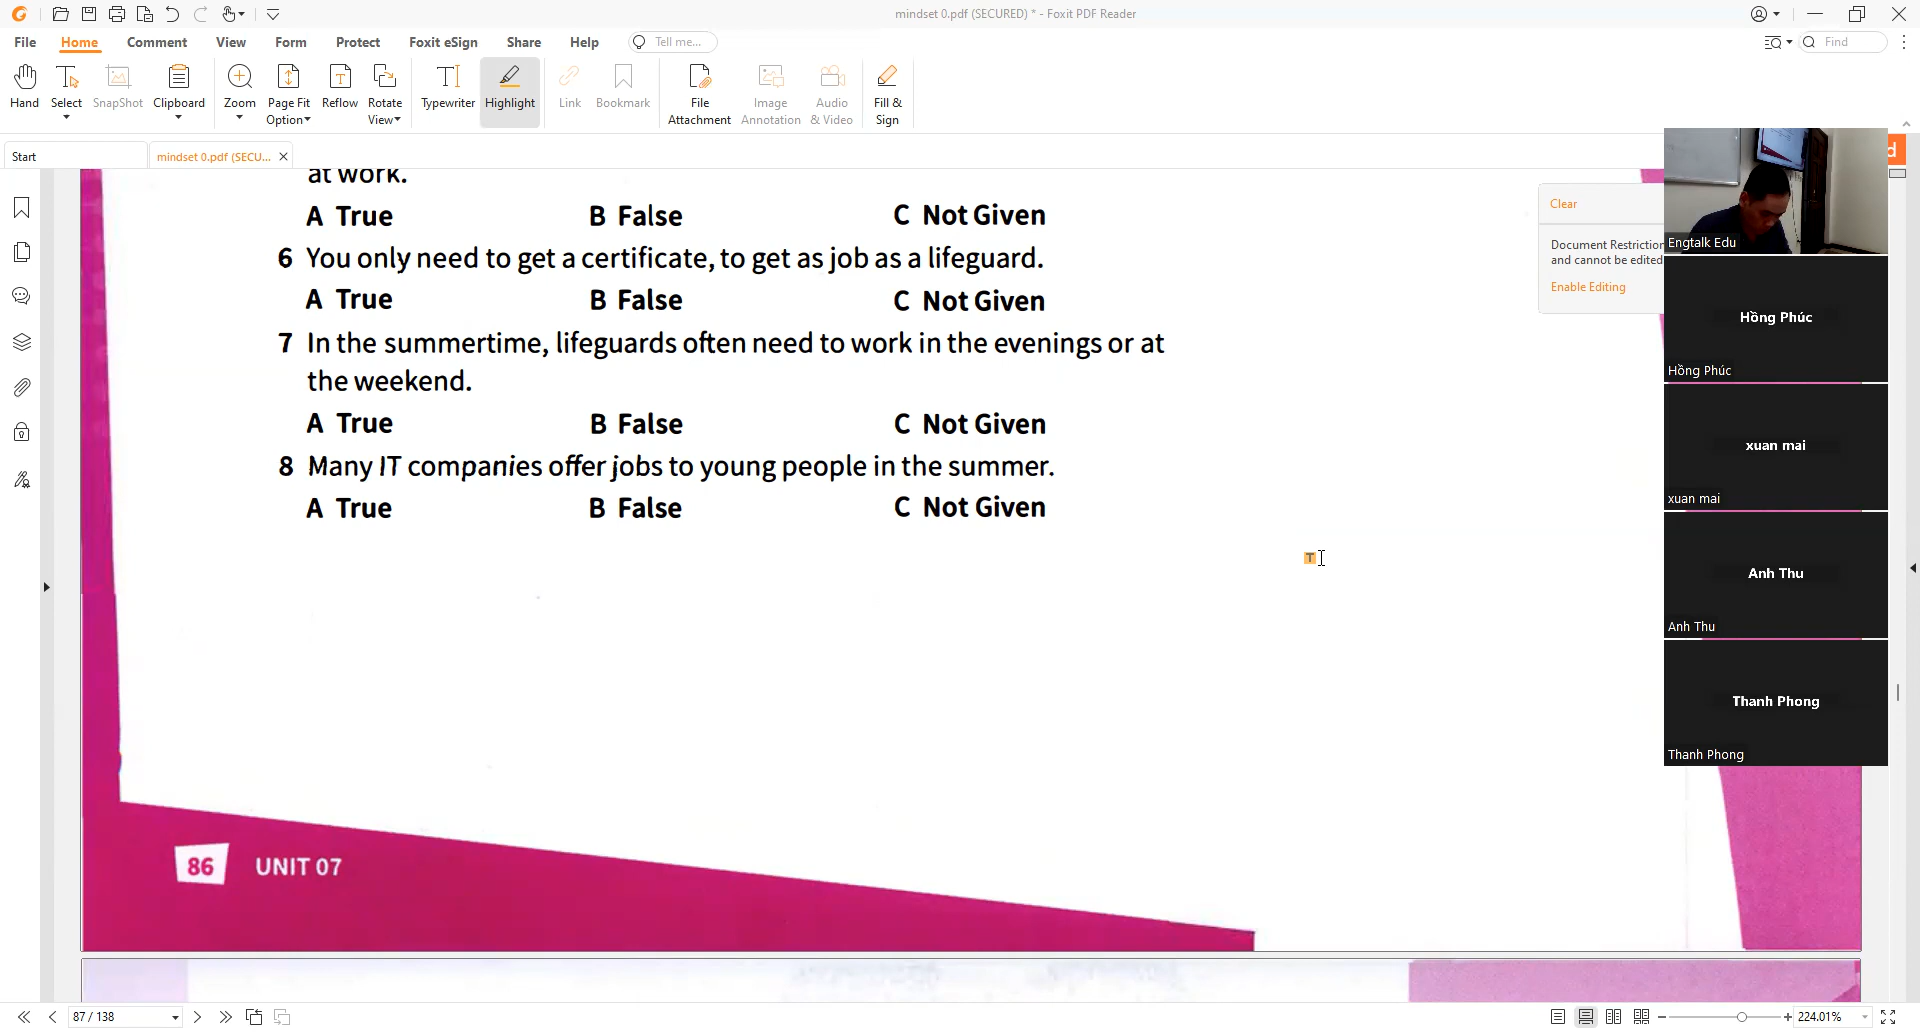 mindset 0.pdf (SECURED) * - Foxit PDF Reader
File Home Comment View Form Protect Foxit eSign Share Help Tell me... Find
Hand Select SnapShot Clipboard Zoom Page Fit Option Reflow Rotate View Typewriter Highlight Link Bookmark File Attachment Image Annotation Audio & Video Fill & Sign
Start mindset 0.pdf (SECU...
at work.
A True B False C Not Given
6 You only need to get a certificate, to get as job as a lifeguard.
A True B False C Not Given
7 In the summertime, lifeguards often need to work in the evenings or at
the weekend.
A True B False C Not Given
8 Many IT companies offer jobs to young people in the summer.
A True B False C Not Given
T
86 UNIT 07
Clear
Document Restriction
and cannot be edited
Enable Editing
d
Engtalk Edu
Hồng Phúc
Hồng Phúc
xuan mai
xuan mai
Anh Thu
Anh Thu
Thanh Phong
Thanh Phong
87 / 138 224.01%